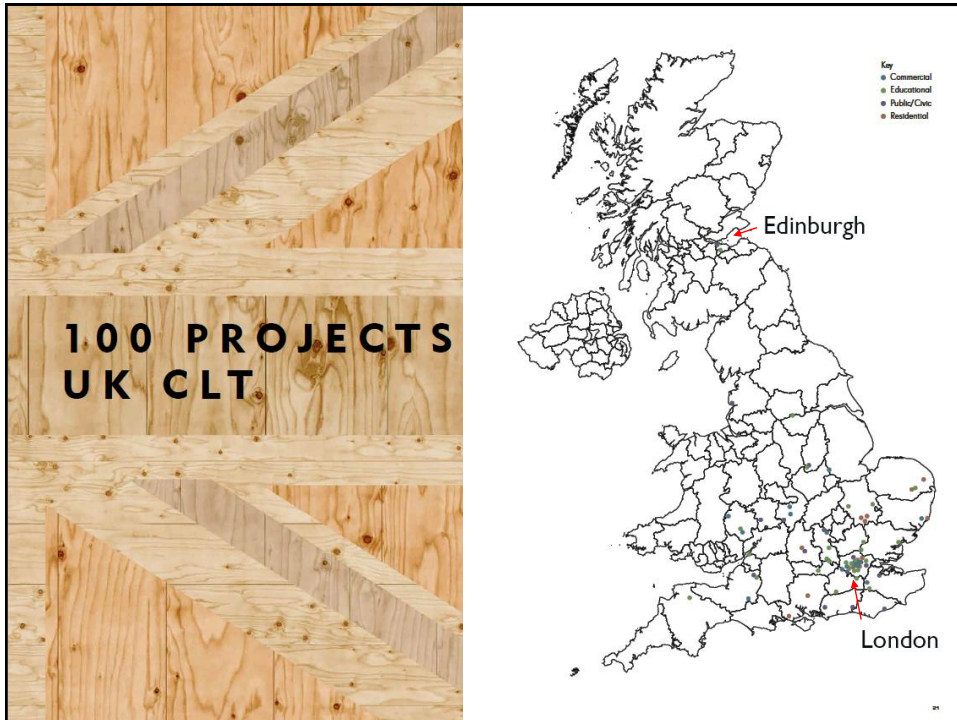 100 PROJECTS
UK CLT
Key
Commercial
Educational
Public/Civic
Residential
Edinburgh
London